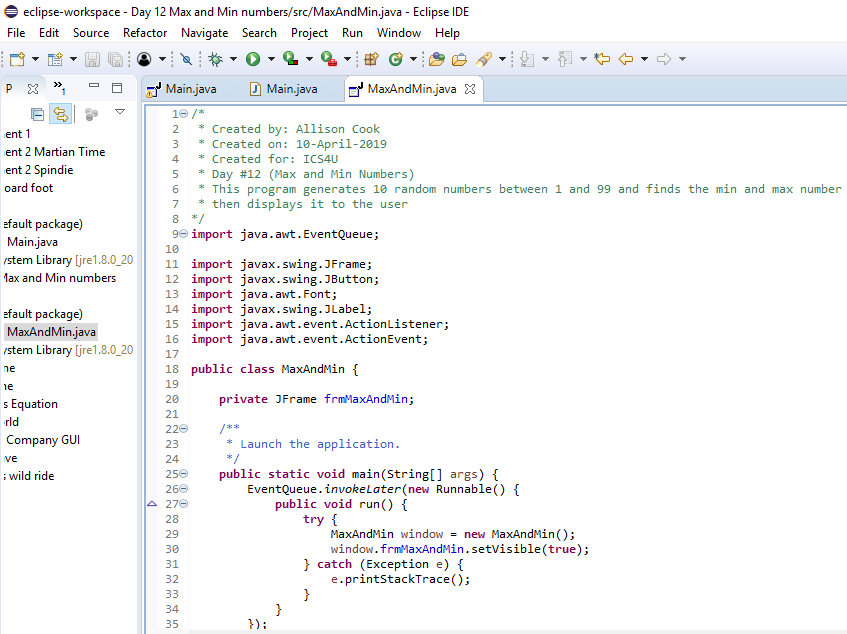 eclipse-workspace - Day 12 Max and Min numbers/src/MaxAndMin.java - Eclipse IDE
File Edit Source Refactor Navigate Search Project Run Window Help
P »1
Main.java Main.java MaxAndMin.java
ent 1
ent 2 Martian Time
ent 2 Spindie
oard foot
efault package)
Main.java
ystem Library [jre1.8.0_20
Max and Min numbers
efault package)
MaxAndMin.java
ystem Library [jre1.8.0_20
ne
ne
s Equation
rld
Company GUI
ve
s wild ride
1 /*
2 * Created by: Allison Cook
3 * Created on: 10-April-2019
4 * Created for: ICS4U
5 * Day #12 (Max and Min Numbers)
6 * This program generates 10 random numbers between 1 and 99 and finds the min and max number
7 * then displays it to the user
8 */
9 import java.awt.EventQueue;
10
11 import javax.swing.JFrame;
12 import javax.swing.JButton;
13 import java.awt.Font;
14 import javax.swing.JLabel;
15 import java.awt.event.ActionListener;
16 import java.awt.event.ActionEvent;
17
18 public class MaxAndMin {
19
20 private JFrame frmMaxAndMin;
21
22 /**
23 * Launch the application.
24 */
25 public static void main(String[] args) {
26 EventQueue.invokeLater(new Runnable() {
27 public void run() {
28 try {
29 MaxAndMin window = new MaxAndMin();
30 window.frmMaxAndMin.setVisible(true);
31 } catch (Exception e) {
32 e.printStackTrace();
33 }
34 }
35 });